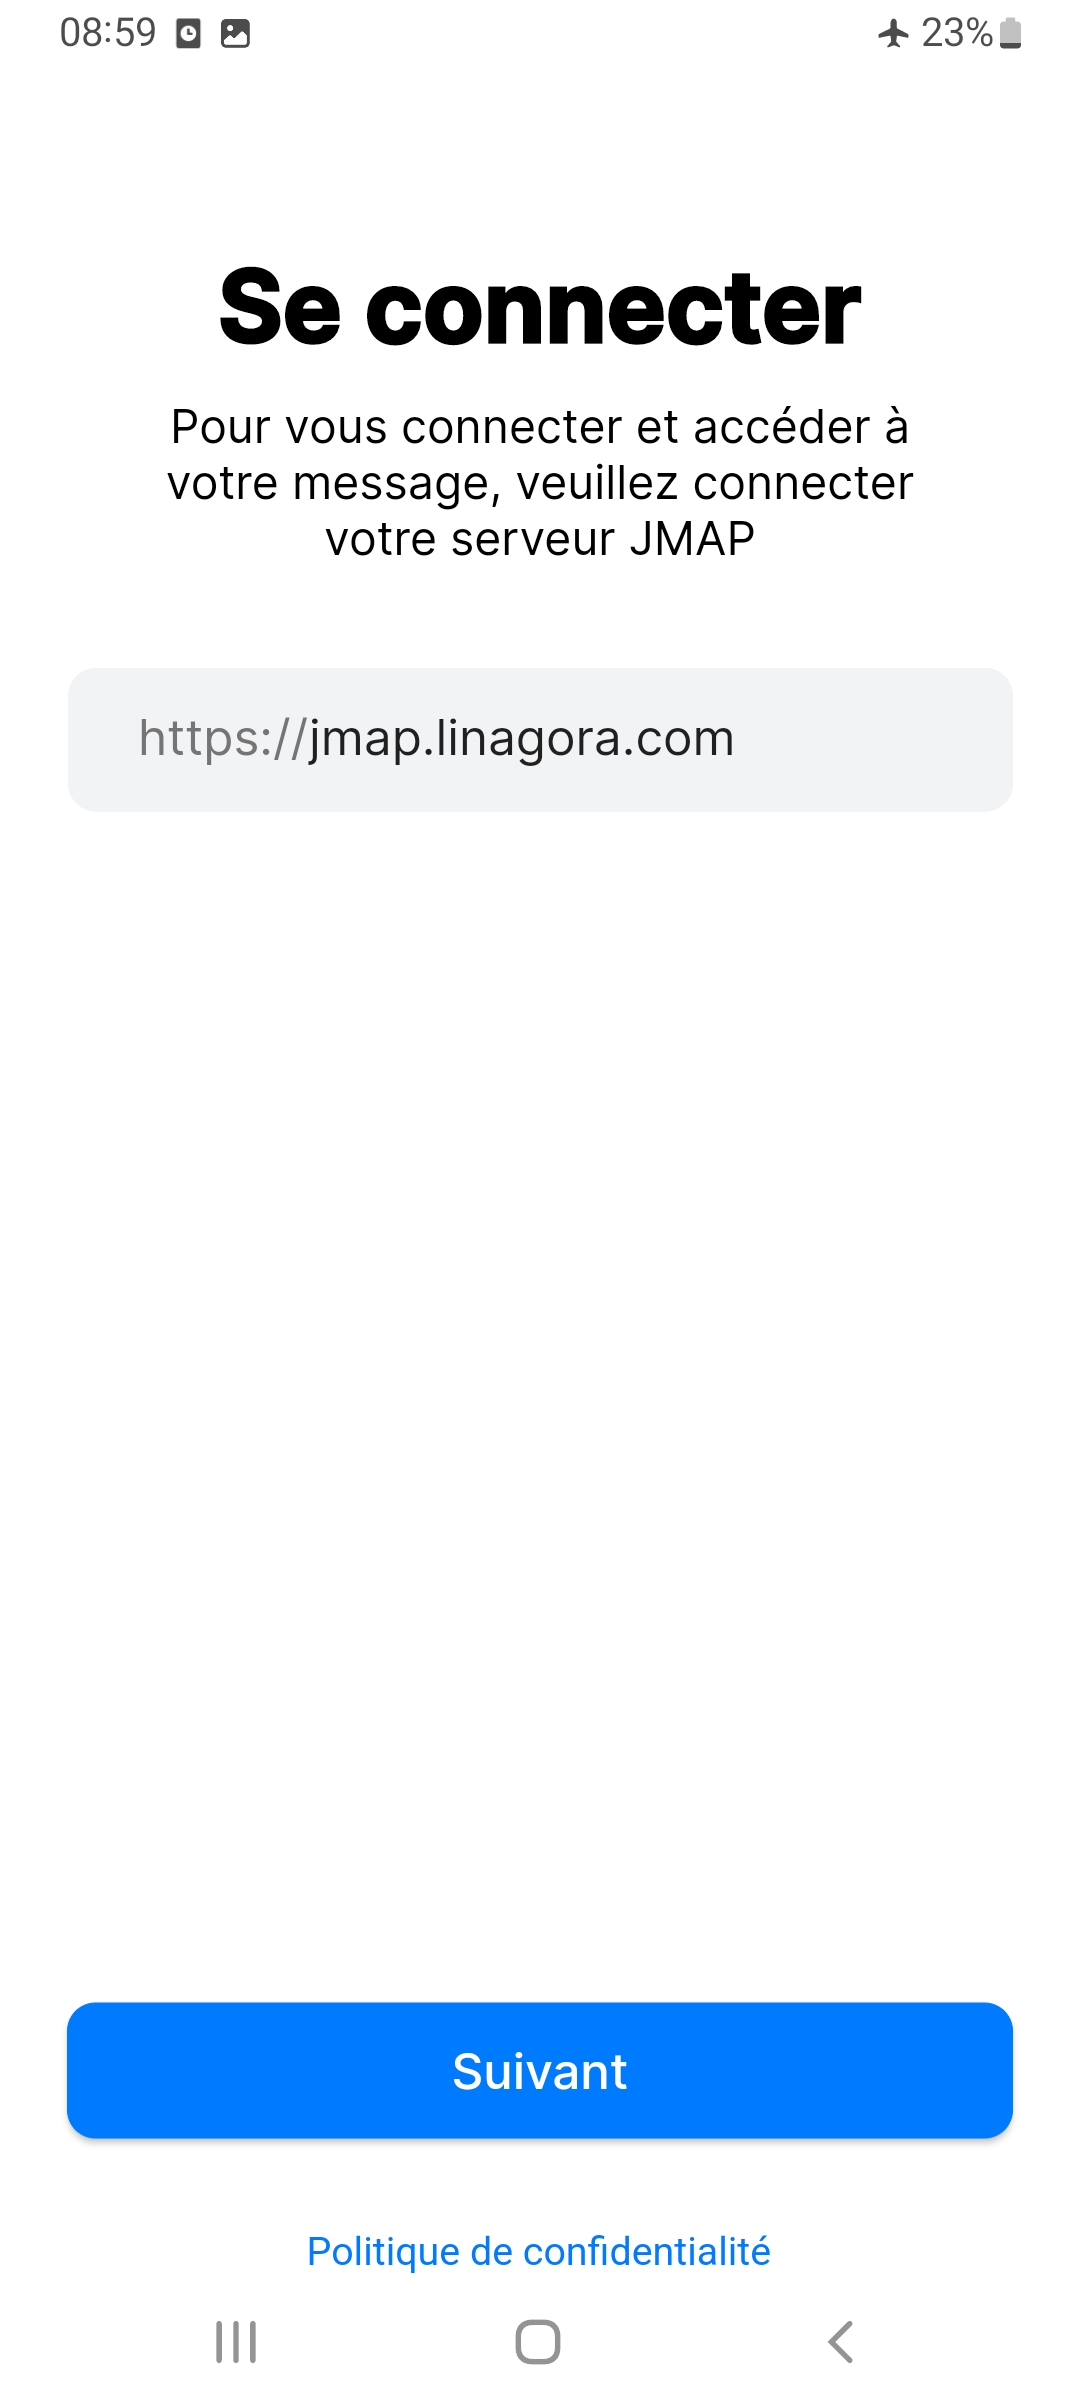 08:59
23%
Se connecter
Pour vous connecter et accéder à
votre message, veuillez connecter
votre serveur JMAP
https://jmap.linagora.com
Suivant
Politique de confidentialité